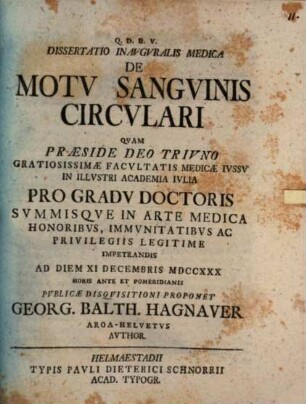 11.
Q. D. B. V.
DISSERTATIO INAVGVRALIS MEDICA
DE
MOTV SANGVINIS
CIRCVLARI
QVAM
PRÆSIDE DEO TRIVNO
GRATIOSISSIMÆ FACVLTATIS MEDICÆ IVSSV
IN ILLVSTRI ACADEMIA IVLIA
PRO GRADV DOCTORIS
SVMMISQVE IN ARTE MEDICA
HONORIBVS, IMMVNITATIBVS AC
PRIVILEGIIS LEGITIME
IMPETRANDIS
AD DIEM XI DECEMBRIS MDCCXXX
HORIS ANTE ET POMERIDIANIS
PVBLICÆ DISQVISITIONI PROPONET
GEORG. BALTH. HAGNAVER
AROA-HELVETVS
AVTHOR.
HELMAESTADII
TYPIS PAVLI DIETERICI SCHNORRII
ACAD. TYPOGR.